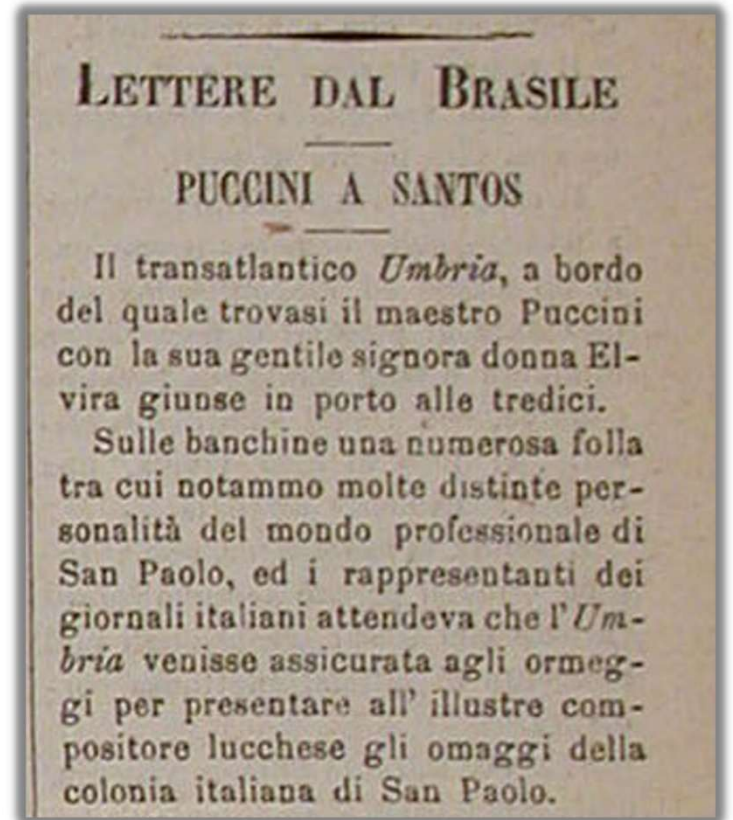 LETTERE DAL BRASILE
PUCCINI A SANTOS
Il transatlantico Umbria, a bordo
del quale trovasi il maestro Puccini
con la sua gentile signora donna El-
vira giunse in porto alle tredici.
Sulle banchine una numerosa folla
tra cui notammo molte distinte per-
sonalità del mondo professionale di
San Paolo, ed i rappresentanti dei
giornali italiani attendeva che l'Um-
bria venisse assicurata agli ormeg-
gi per presentare all' illustre com-
positore lucchese gli omaggi della
colonia italiana di San Paolo.